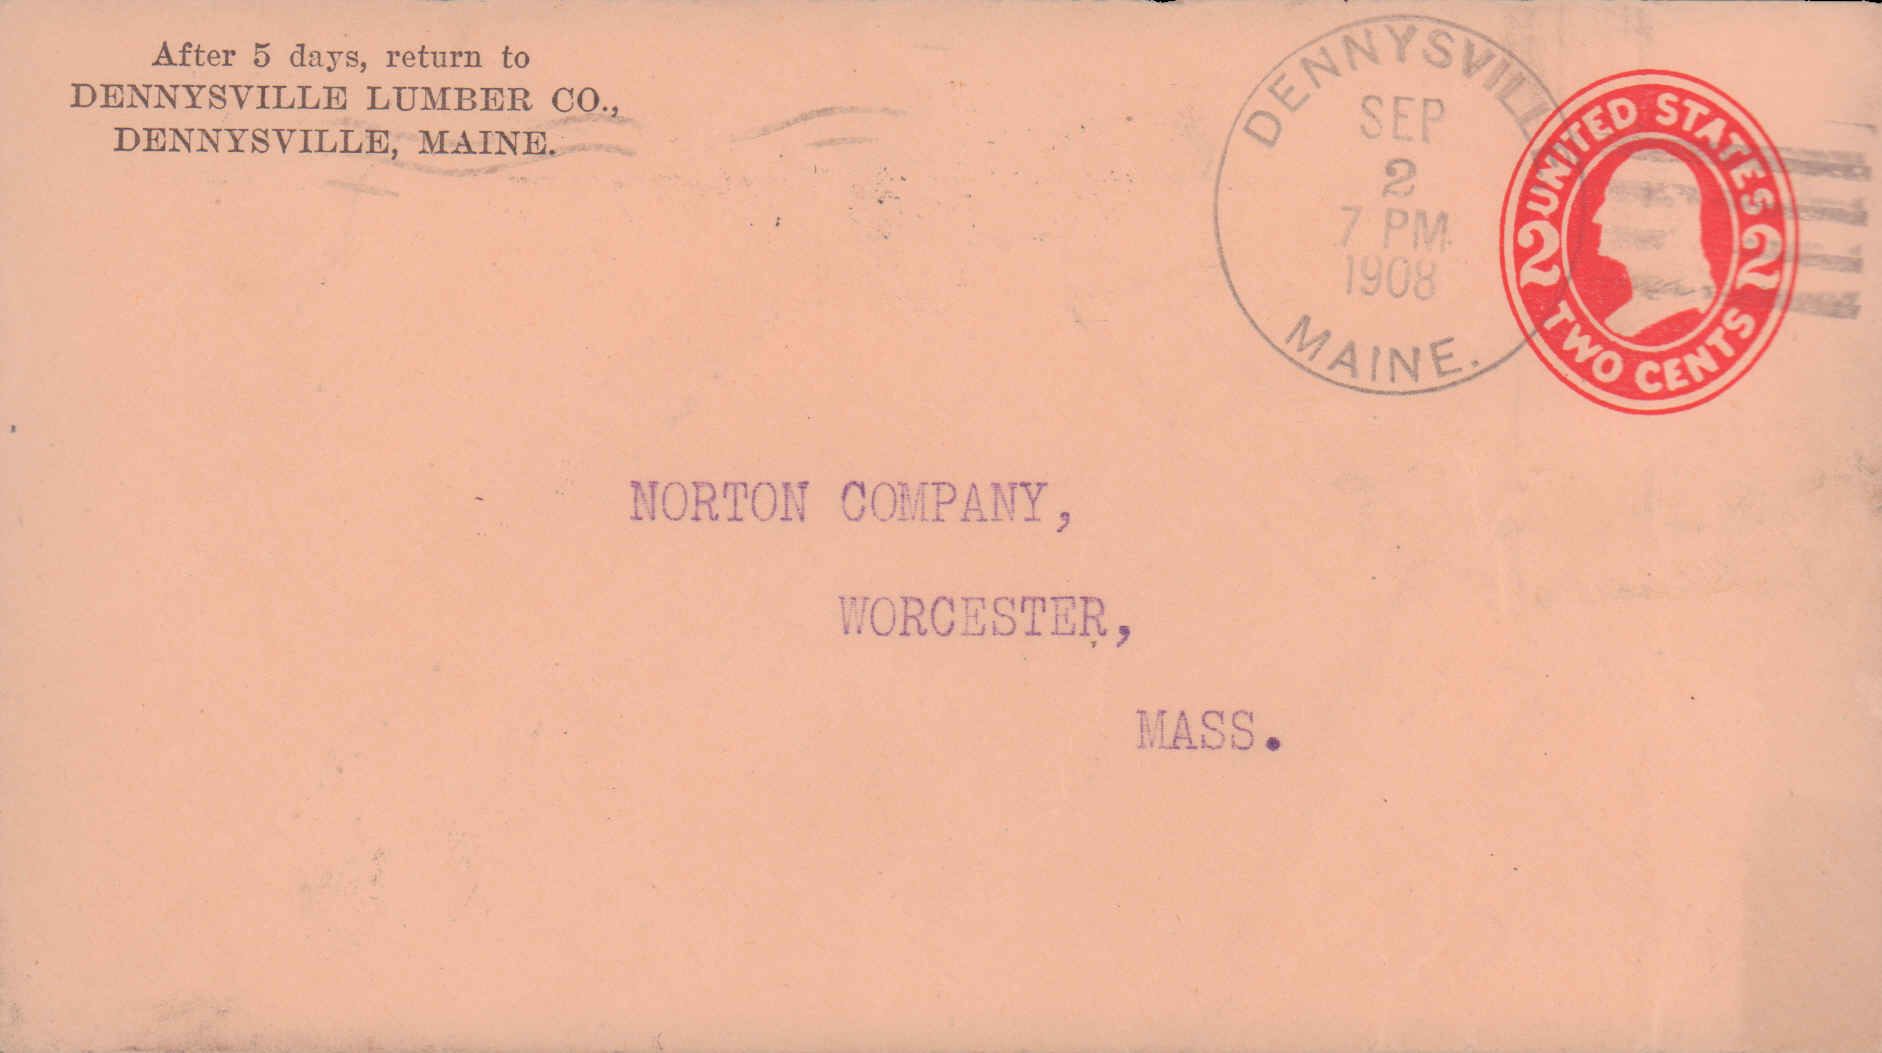 After 5 days, return to
DENNYSVILLE LUMBER CO.,
DENNYSVILLE, MAINE.
DENNYSVILLE
SEP
2
7 PM
1908
MAINE.
UNITED STATES
2 2
TWO CENTS
NORTON COMPANY,
WORCESTER,
MASS.